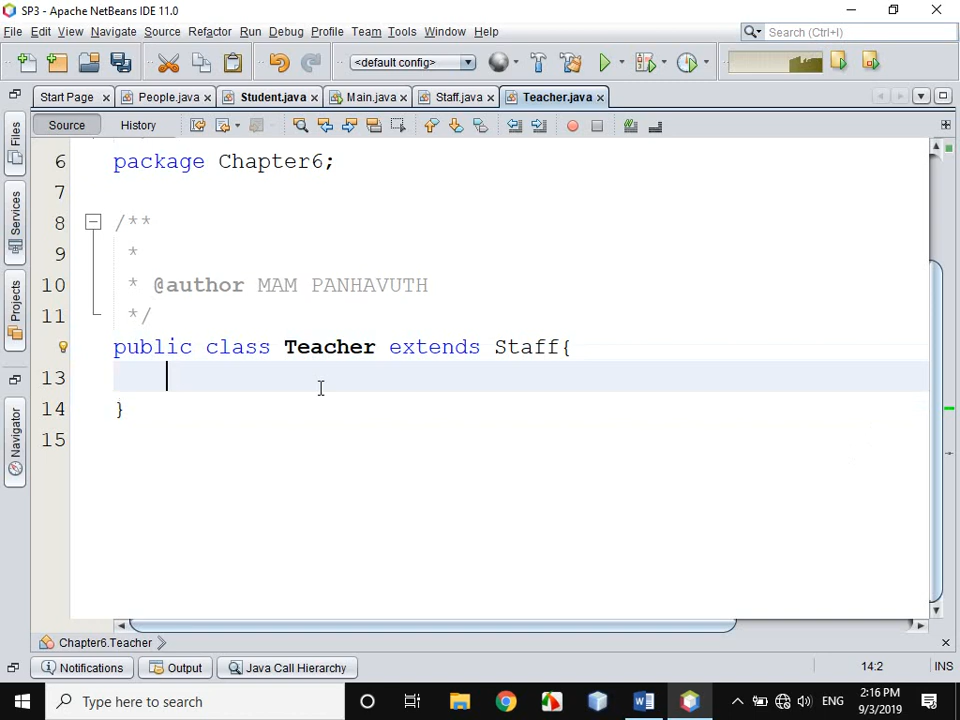 SP3 - Apache NetBeans IDE 11.0
File Edit View Navigate Source Refactor Run Debug Profile Team Tools Window Help
Search (Ctrl+I)
<default config>
Start Page People.java Student.java Main.java Staff.java Teacher.java
Source History
Files
Services
Projects
Navigator
6 package Chapter6;
7
8 /**
9 *
10 * @author MAM PANHAVUTH
11 */
public class Teacher extends Staff{
13
14 }
15
Chapter6.Teacher
Notifications Output Java Call Hierarchy
14:2 INS
Type here to search
ENG
2:16 PM
9/3/2019